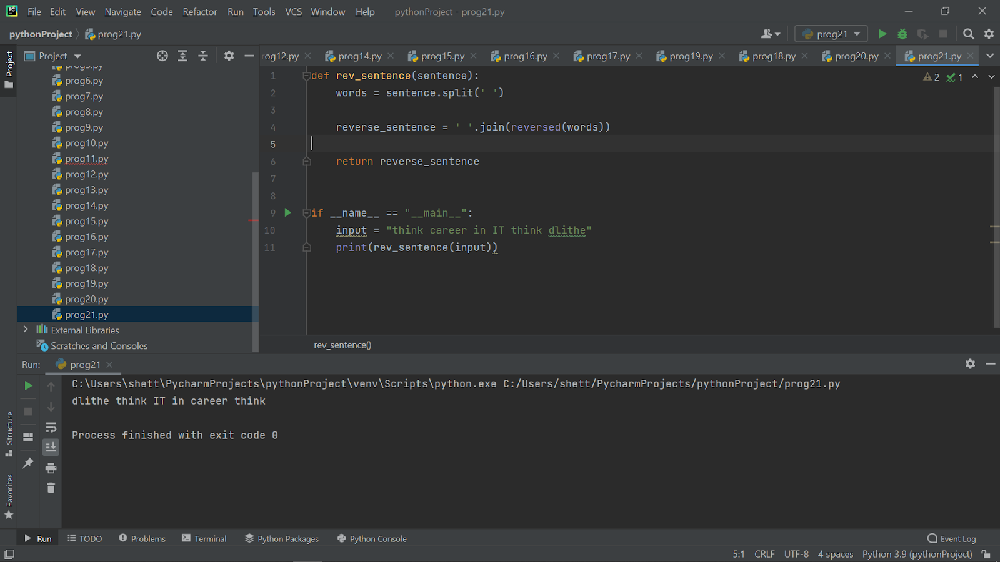 PC File Edit View Navigate Code Refactor Run Tools VCS Window Help pythonProject - prog21.py
pythonProject prog21.py prog21
Project
Project
rog12.py prog14.py prog15.py prog16.py prog17.py prog19.py prog18.py prog20.py prog21.py
prog5.py
prog6.py
prog7.py
prog8.py
prog9.py
prog10.py
prog11.py
prog12.py
prog13.py
prog14.py
prog15.py
prog16.py
prog17.py
prog18.py
prog19.py
prog20.py
prog21.py
External Libraries
Scratches and Consoles
1 def rev_sentence(sentence):
2 words = sentence.split(' ')
3
4 reverse_sentence = ' '.join(reversed(words))
5
6 return reverse_sentence
7
8
9 if __name__ == "__main__":
10 input = "think career in IT think dlithe"
11 print(rev_sentence(input))
2 1
rev_sentence()
Run: prog21
C:\Users\shett\PycharmProjects\pythonProject\venv\Scripts\python.exe C:/Users/shett/PycharmProjects/pythonProject/prog21.py
dlithe think IT in career think
Process finished with exit code 0
Structure
Favorites
Run TODO Problems Terminal Python Packages Python Console Event Log
5:1 CRLF UTF-8 4 spaces Python 3.9 (pythonProject)